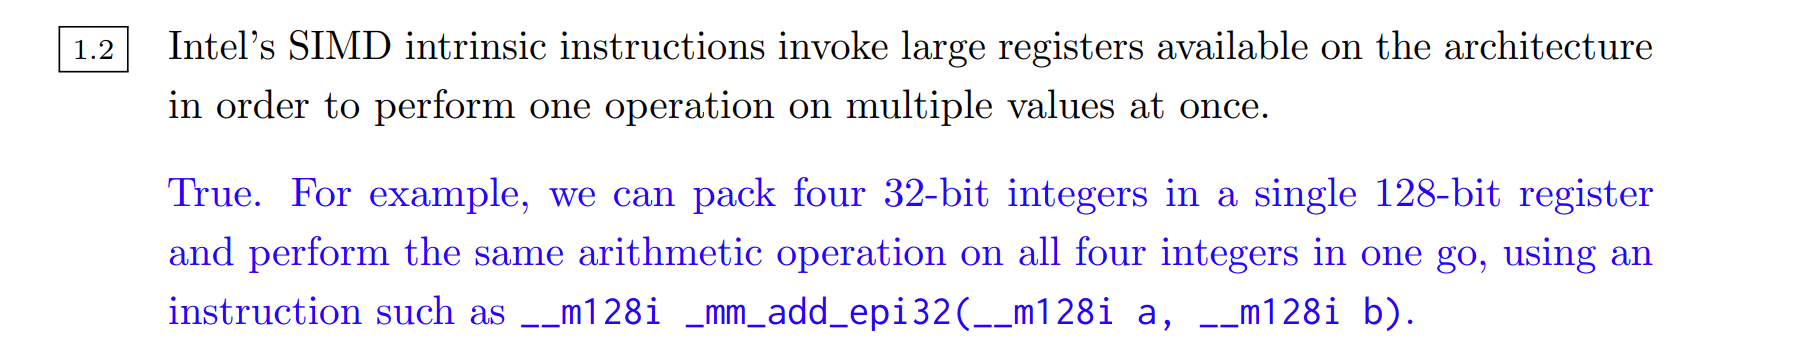 1.2 Intel's SIMD intrinsic instructions invoke large registers available on the architecture
in order to perform one operation on multiple values at once.
True. For example, we can pack four 32-bit integers in a single 128-bit register
and perform the same arithmetic operation on all four integers in one go, using an
instruction such as __m128i _mm_add_epi32(__m128i a, __m128i b).